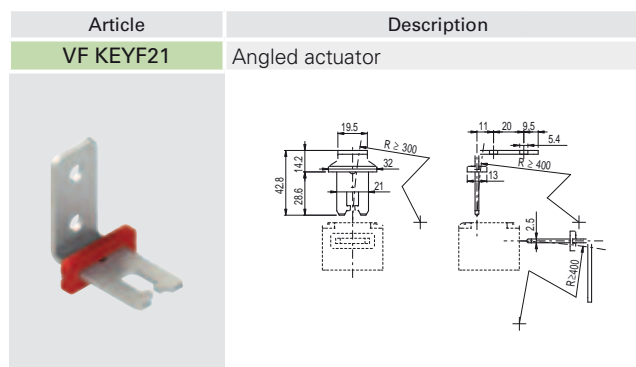 Article Description
VF KEYF21 Angled actuator
19.5
R ≥ 300
14.2
32
42.8
28.6
21
11 20 9,5
5.4
R ≥ 400
13
2.5
R≥400